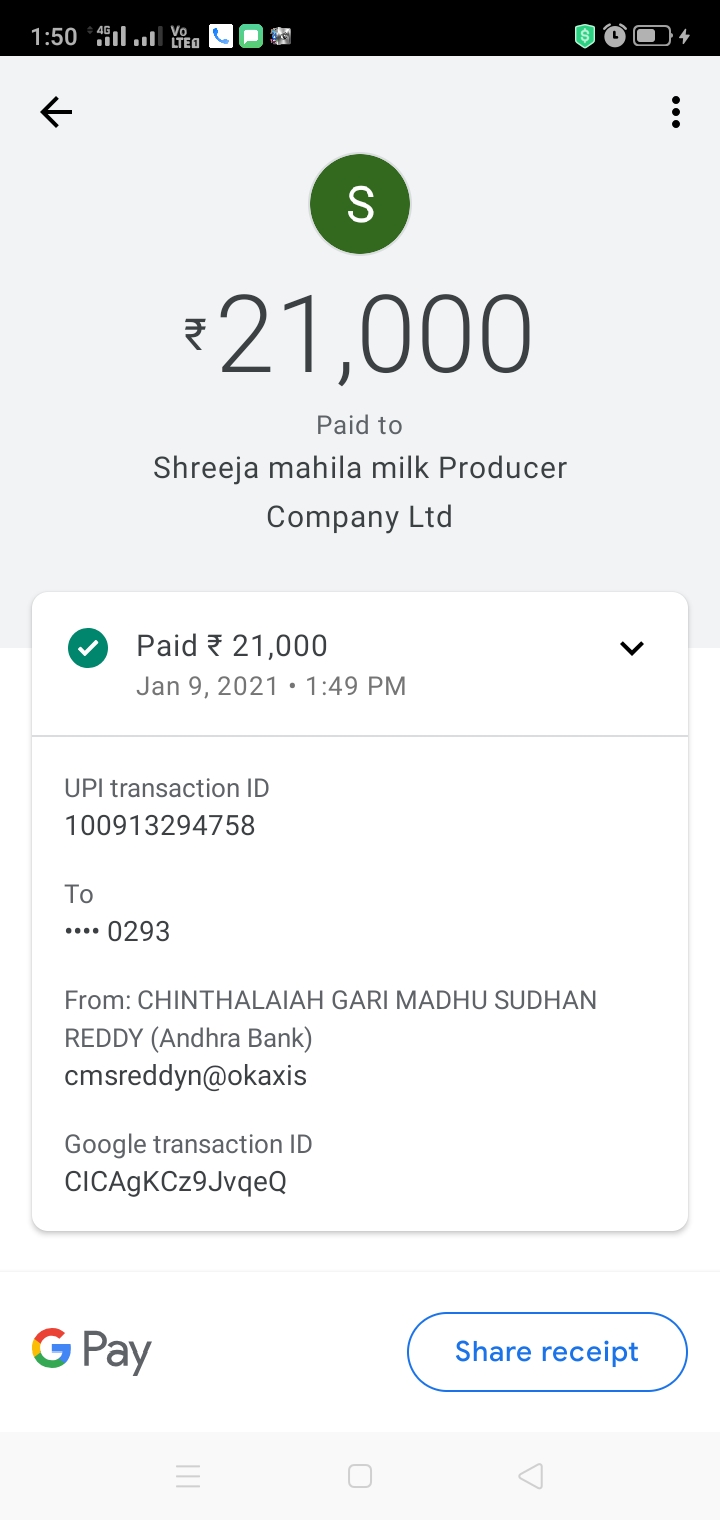 1:50 4G Vo LTE
S
₹21,000
Paid to
Shreeja mahila milk Producer
Company Ltd
Paid ₹ 21,000
Jan 9, 2021 • 1:49 PM
UPI transaction ID
100913294758
To
•••• 0293
From: CHINTHALAIAH GARI MADHU SUDHAN
REDDY (Andhra Bank)
cmsreddyn@okaxis
Google transaction ID
CICAgKCz9JvqeQ
G Pay
Share receipt